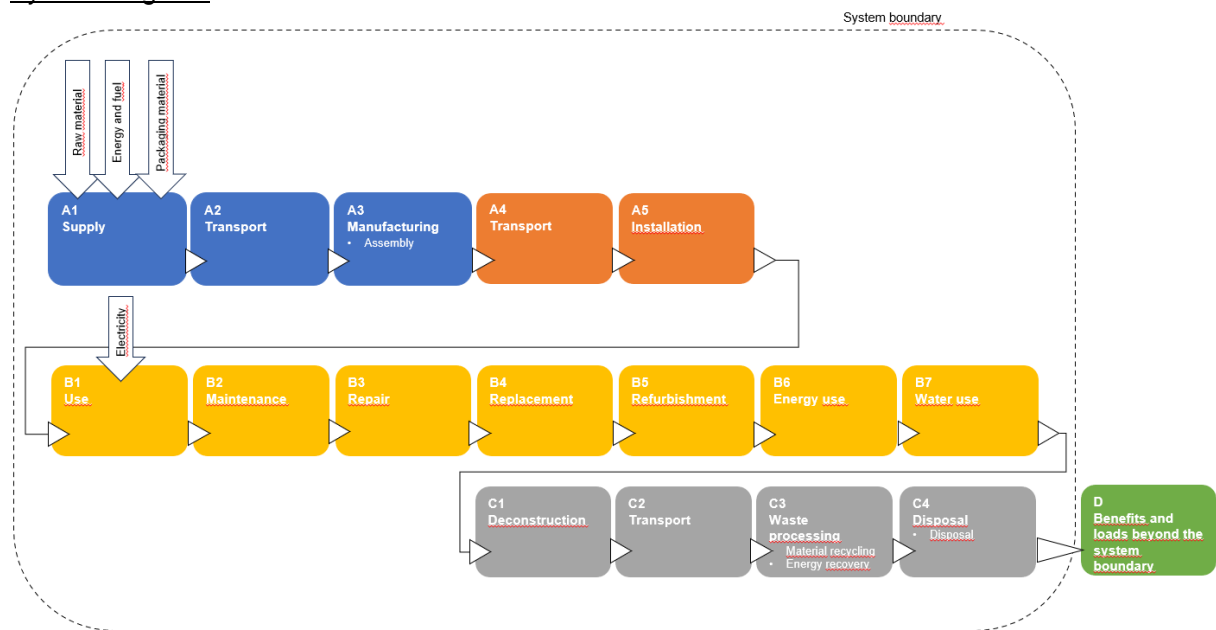 System boundary
Raw material
Energy and fuel
Packaging material
A1
Supply
A2
Transport
A3
Manufacturing
• Assembly
A4
Transport
A5
Installation
Electricity
B1
Use
B2
Maintenance
B3
Repair
B4
Replacement
B5
Refurbishment
B6
Energy use
B7
Water use
C1
Deconstruction
C2
Transport
C3
Waste
processing
• Material recycling
• Energy recovery
C4
Disposal
• Disposal
D
Benefits and
loads beyond the
system
boundary